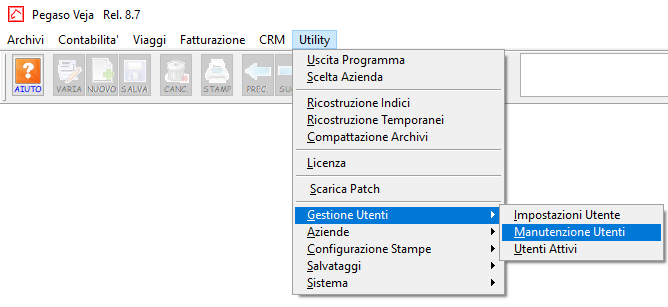 Pegaso Veja Rel. 8.7
Archivi Contabilita' Viaggi Fatturazione CRM Utility
AIUTO VARIA NUOVO SALVA CANC. STAMP PREC.
Uscita Programma
Scelta Azienda
Ricostruzione Indici
Ricostruzione Temporanei
Compattazione Archivi
Licenza
Scarica Patch
Gestione Utenti
Aziende
Configurazione Stampe
Salvataggi
Sistema
Impostazioni Utente
Manutenzione Utenti
Utenti Attivi